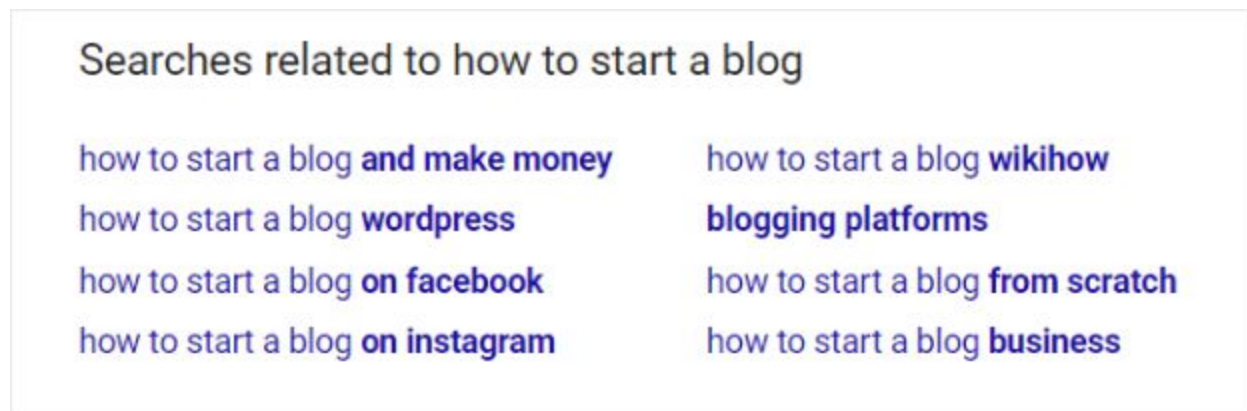 Searches related to how to start a blog
how to start a blog and make money
how to start a blog wordpress
how to start a blog on facebook
how to start a blog on instagram
how to start a blog wikihow
blogging platforms
how to start a blog from scratch
how to start a blog business